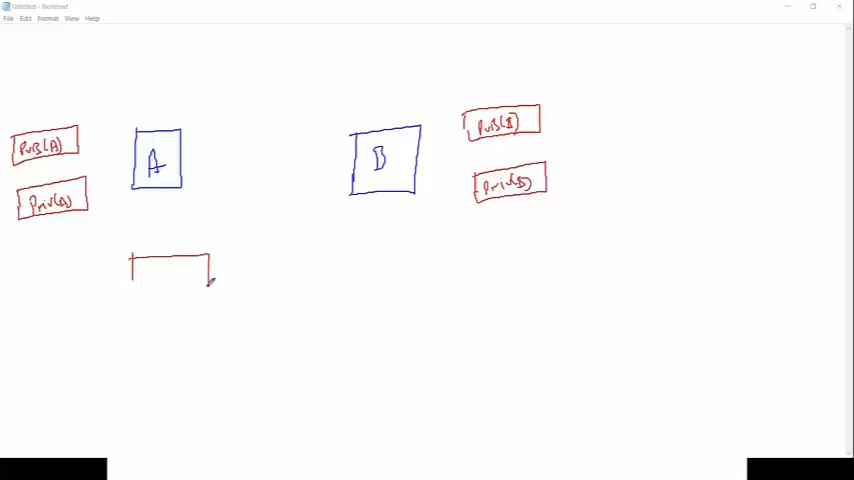 Untitled - Notepad
File Edit Format View Help
PUB(A)
A
B
PUB(B)
Priv(A)
Priv(B)